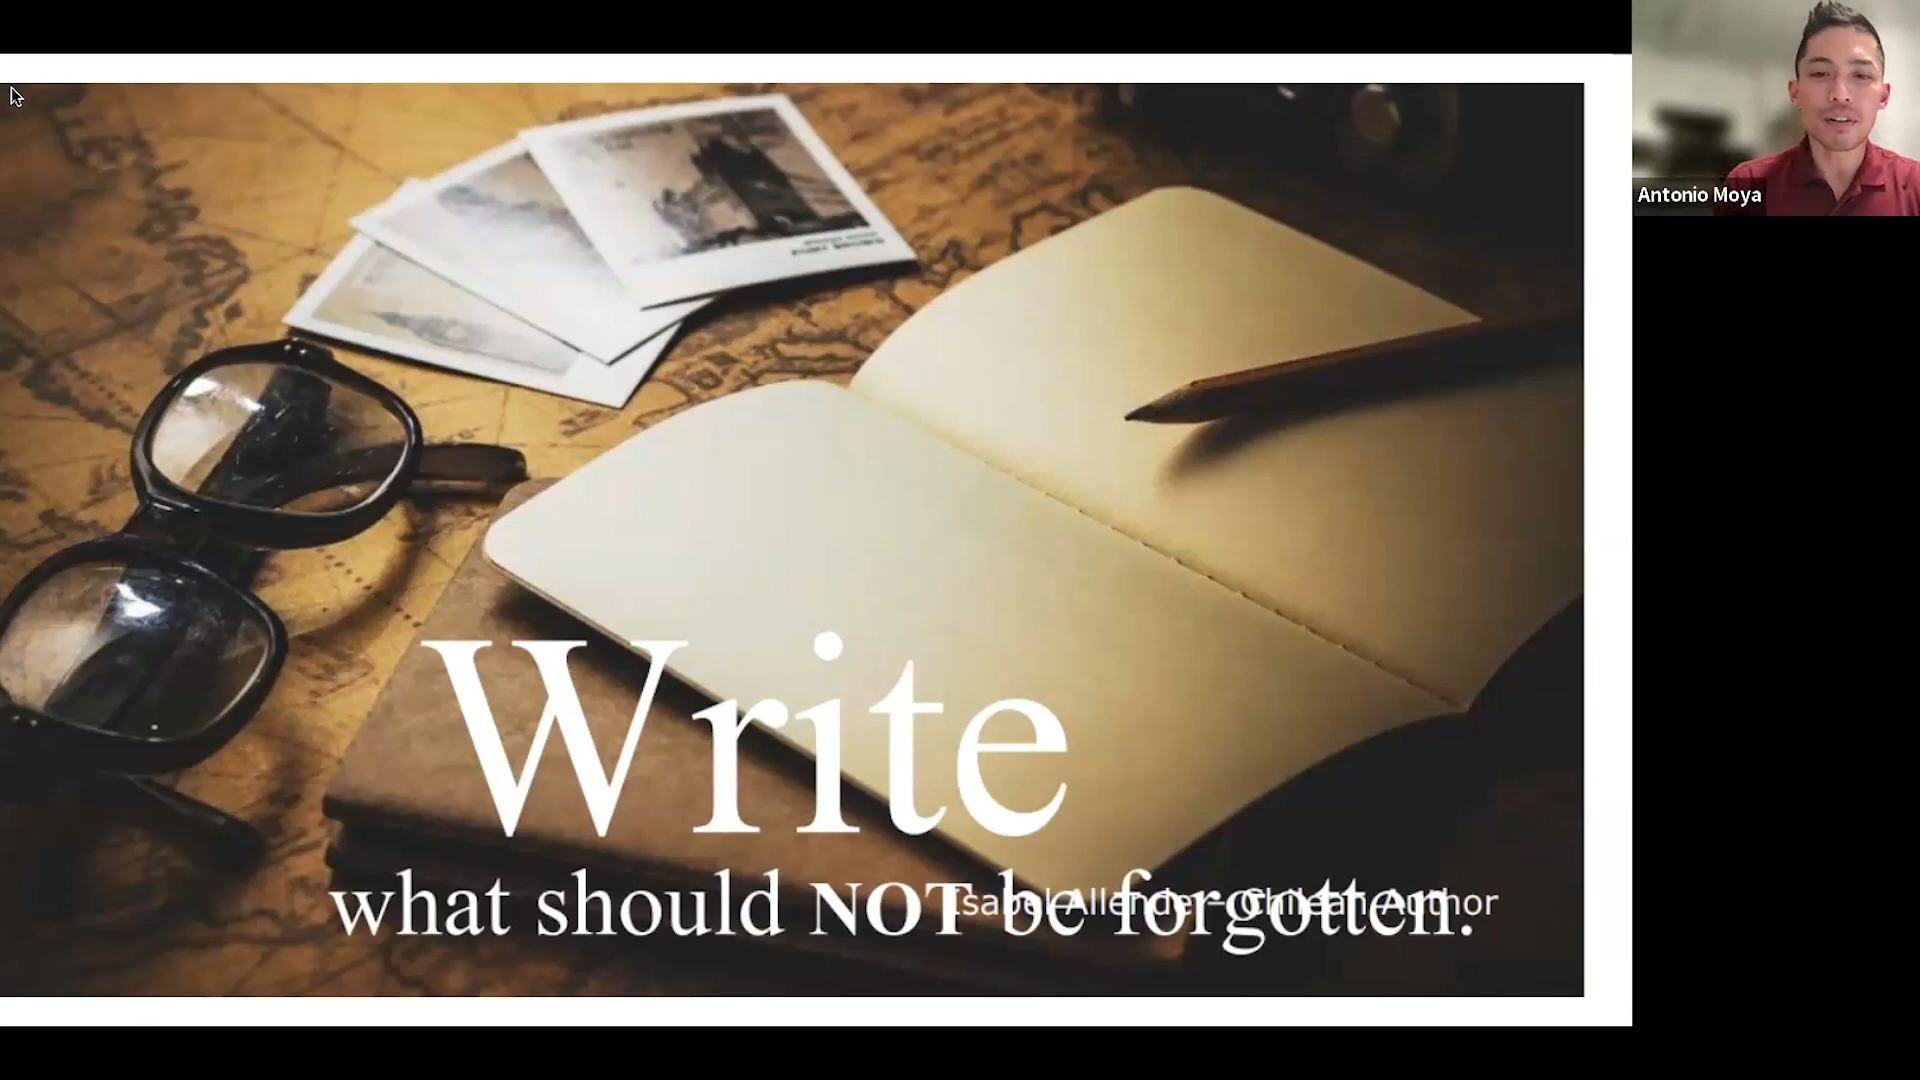 Antonio Moya
Write
what should NOT be forgotten.
Isabel Allende - Chilean Author